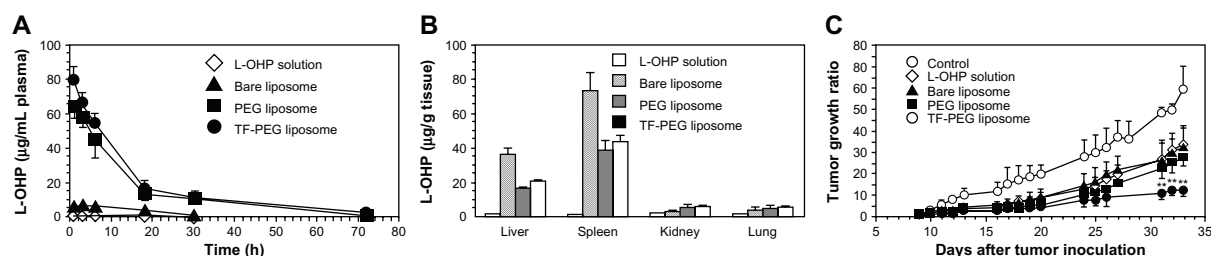 A
L-OHP (µg/mL plasma)
100
80
60
40
20
0
0 10 20 30 40 50 60 70 80
Time (h)
L-OHP solution
Bare liposome
PEG liposome
TF-PEG liposome
B
L-OHP (µg/g tissue)
100
80
60
40
20
0
Liver Spleen Kidney Lung
L-OHP solution
Bare liposome
PEG liposome
TF-PEG liposome
C
Tumor growth ratio
80
70
60
50
40
30
20
10
0
5 10 15 20 25 30 35
Days after tumor inoculation
Control
L-OHP solution
Bare liposome
PEG liposome
TF-PEG liposome
** ** **